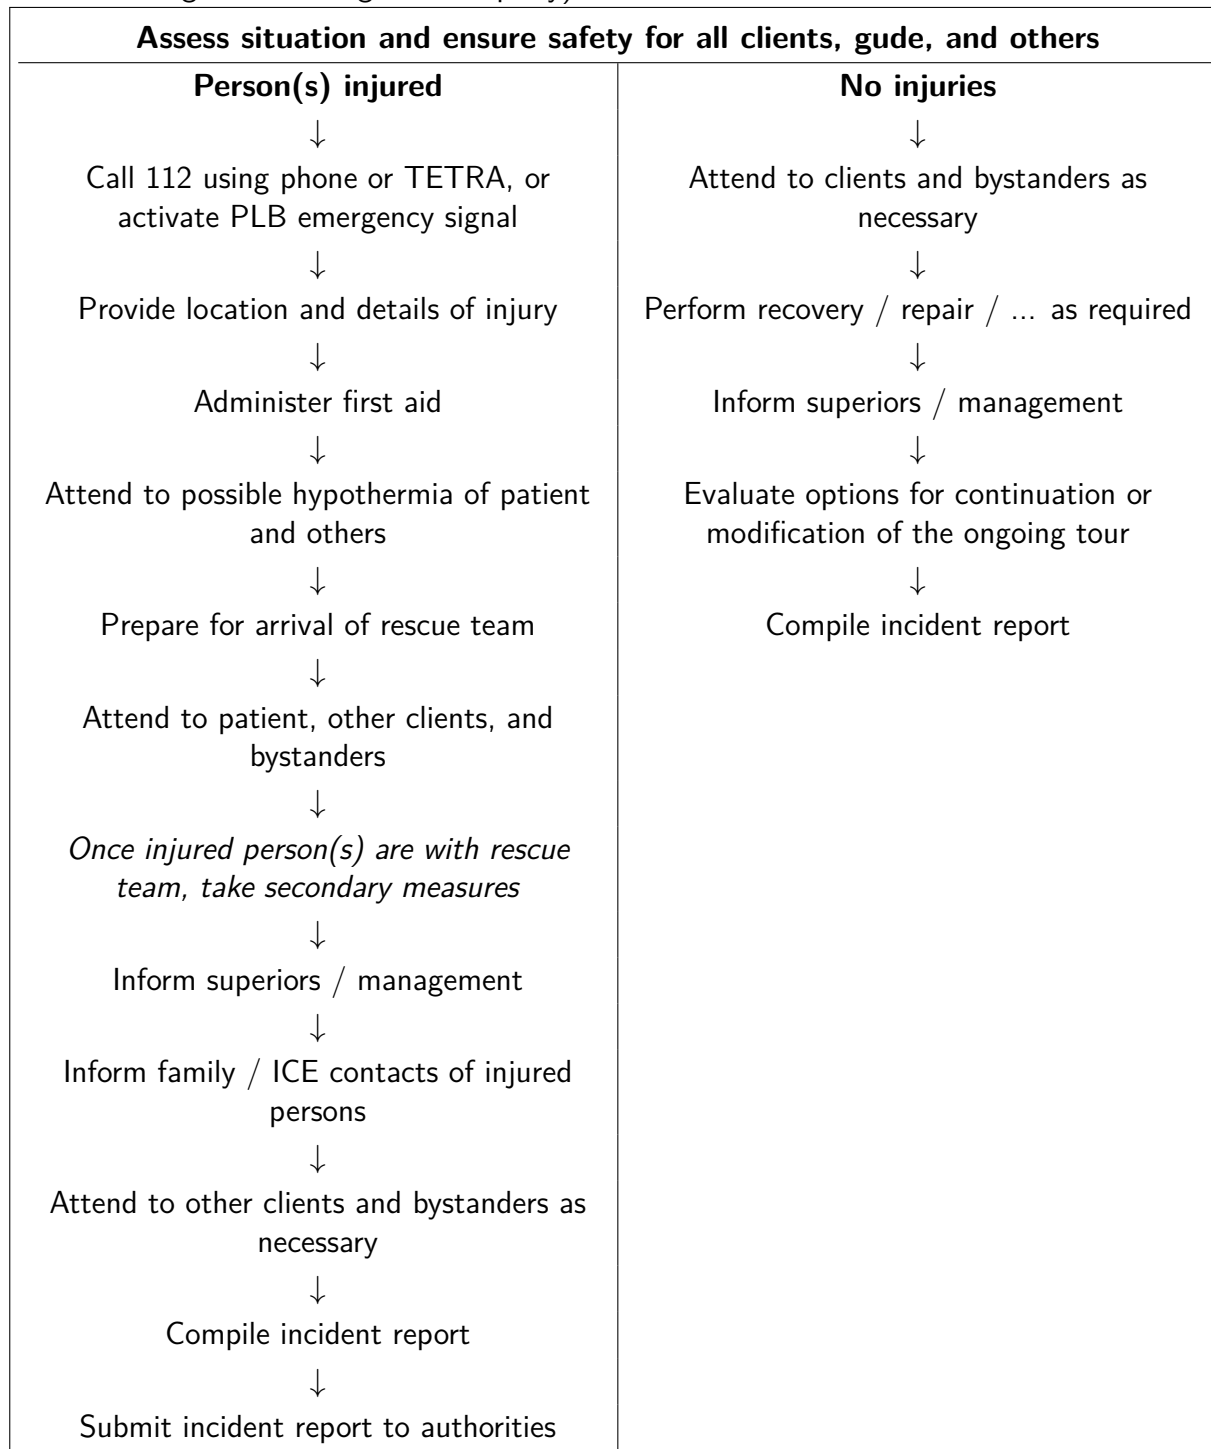 Assess situation and ensure safety for all clients, gude, and others
Person(s) injured
↓
Call 112 using phone or TETRA, or
activate PLB emergency signal
↓
Provide location and details of injury
↓
Administer first aid
↓
Attend to possible hypothermia of patient
and others
↓
Prepare for arrival of rescue team
↓
Attend to patient, other clients, and
bystanders
↓
Once injured person(s) are with rescue
team, take secondary measures
↓
Inform superiors / management
↓
Inform family / ICE contacts of injured
persons
↓
Attend to other clients and bystanders as
necessary
↓
Compile incident report
↓
Submit incident report to authorities
No injuries
↓
Attend to clients and bystanders as
necessary
↓
Perform recovery / repair / ... as required
↓
Inform superiors / management
↓
Evaluate options for continuation or
modification of the ongoing tour
↓
Compile incident report